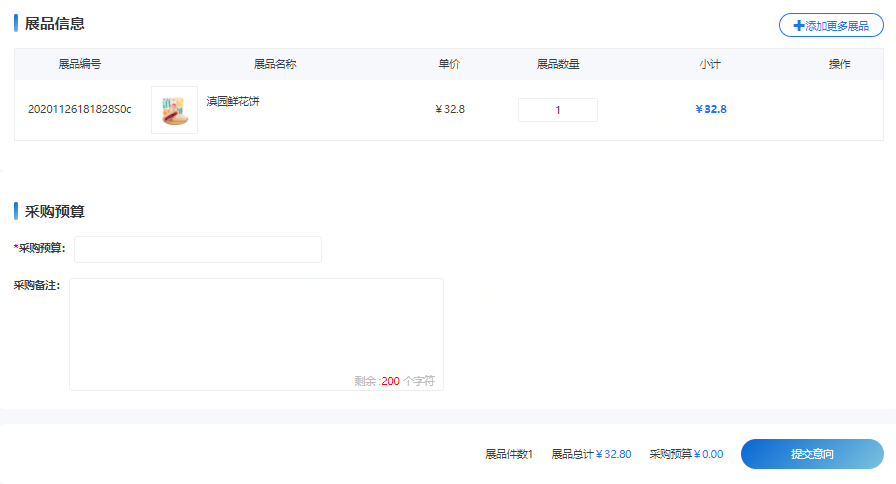 展品信息
添加更多展品
展品编号 展品名称 单价 展品数量 小计 操作
20201126181828S0c 滇园鲜花饼 ￥32.8 1 ￥32.8
采购预算
*采购预算：
采购备注：
剩余 :200 个字符
展品件数1 展品总计￥32.80 采购预算￥0.00 提交意向